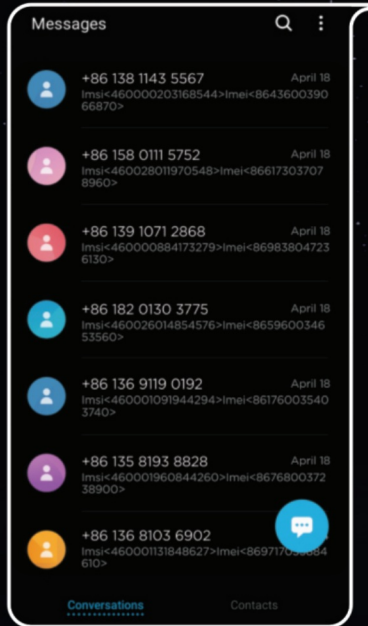 Messages
+86 138 1143 5567 April 18
Imsi<460000203168544>Imei<8643600390
66870>
+86 158 0111 5752 April 18
Imsi<460028011970548>Imei<86617303707
8960>
+86 139 1071 2868 April 18
Imsi<460000884173279>Imei<86983804723
6130>
+86 182 0130 3775 April 18
Imsi<460026014854576>Imei<8659600346
53560>
+86 136 9119 0192 April 18
Imsi<460001091944294>Imei<86176003540
3740>
+86 135 8193 8828 April 18
Imsi<460001960844260>Imei<8676800372
38900>
+86 136 8103 6902
Imsi<460001131848627>Imei
610>
Conversations Contacts